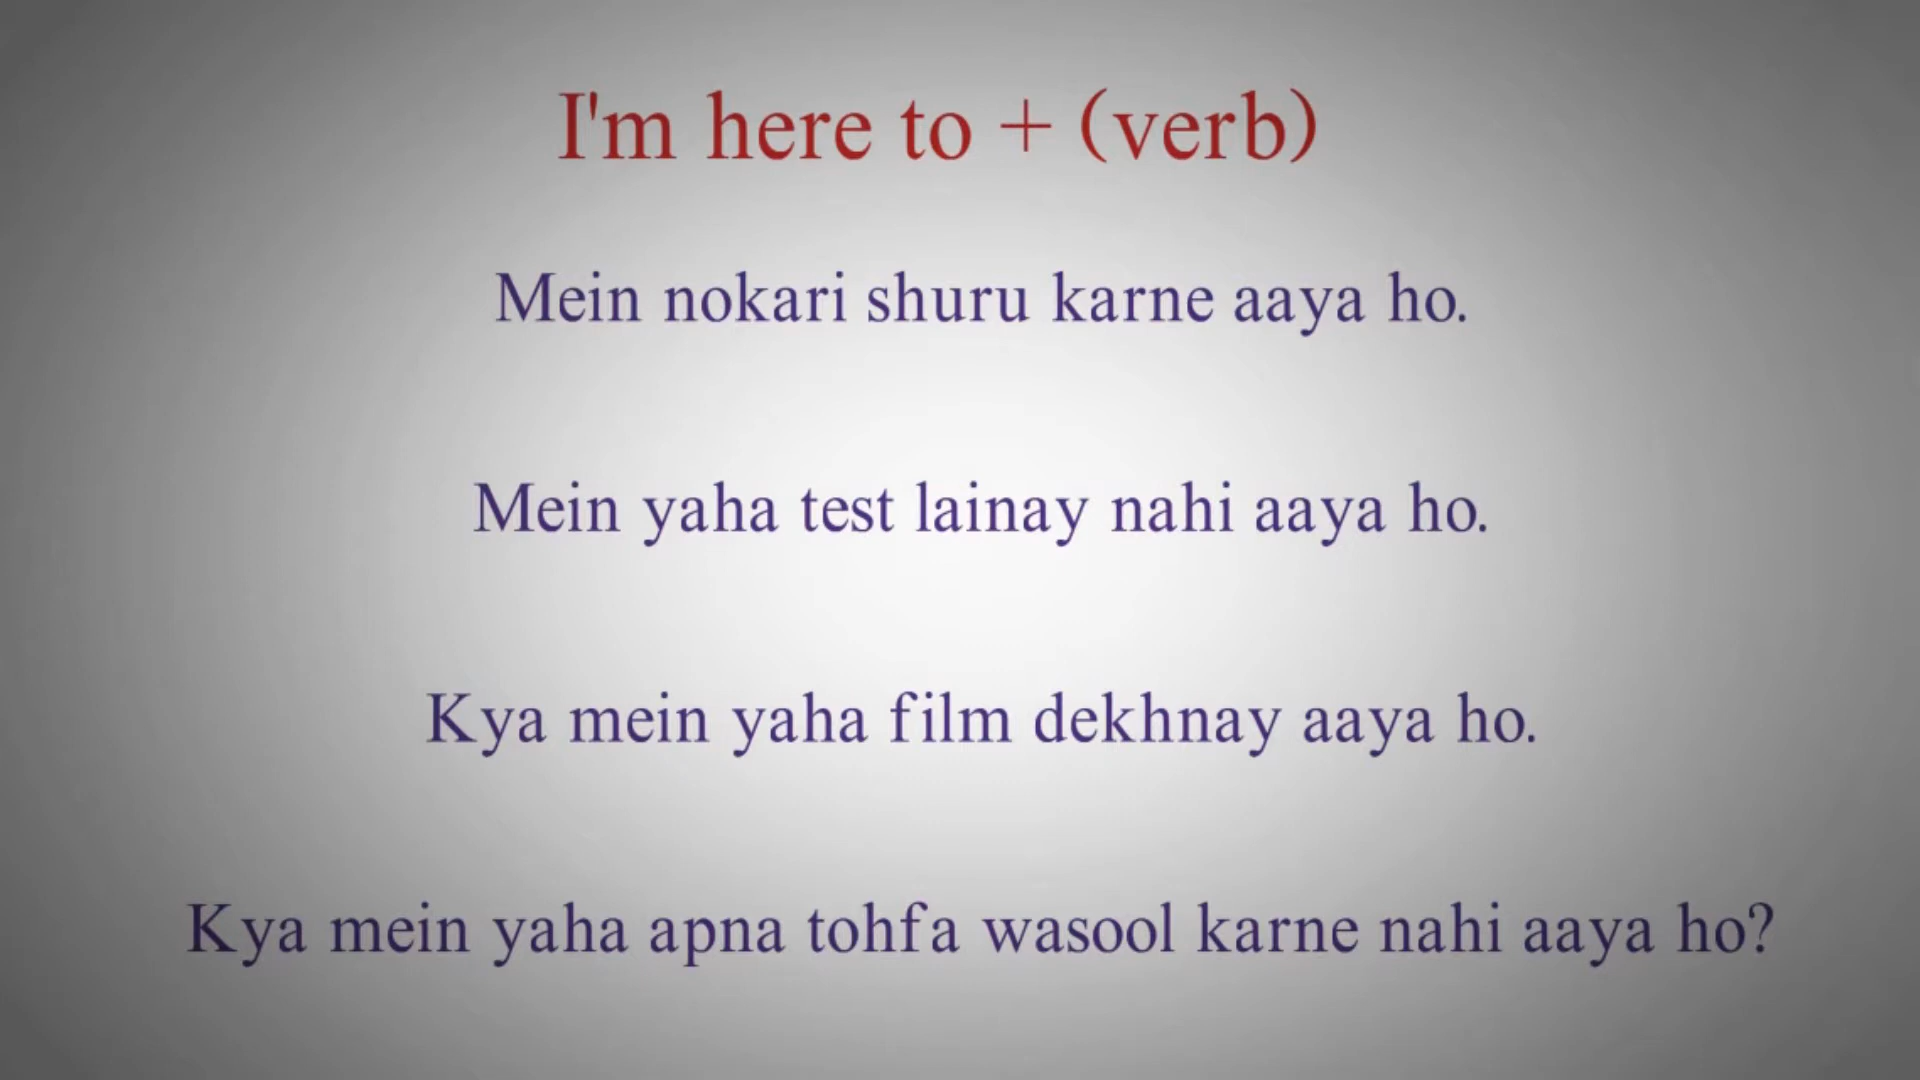 I'm here to + (verb)
Mein nokari shuru karne aaya ho.
Mein yaha test lainay nahi aaya ho.
Kya mein yaha film dekhnay aaya ho.
Kya mein yaha apna tohfa wasool karne nahi aaya ho?